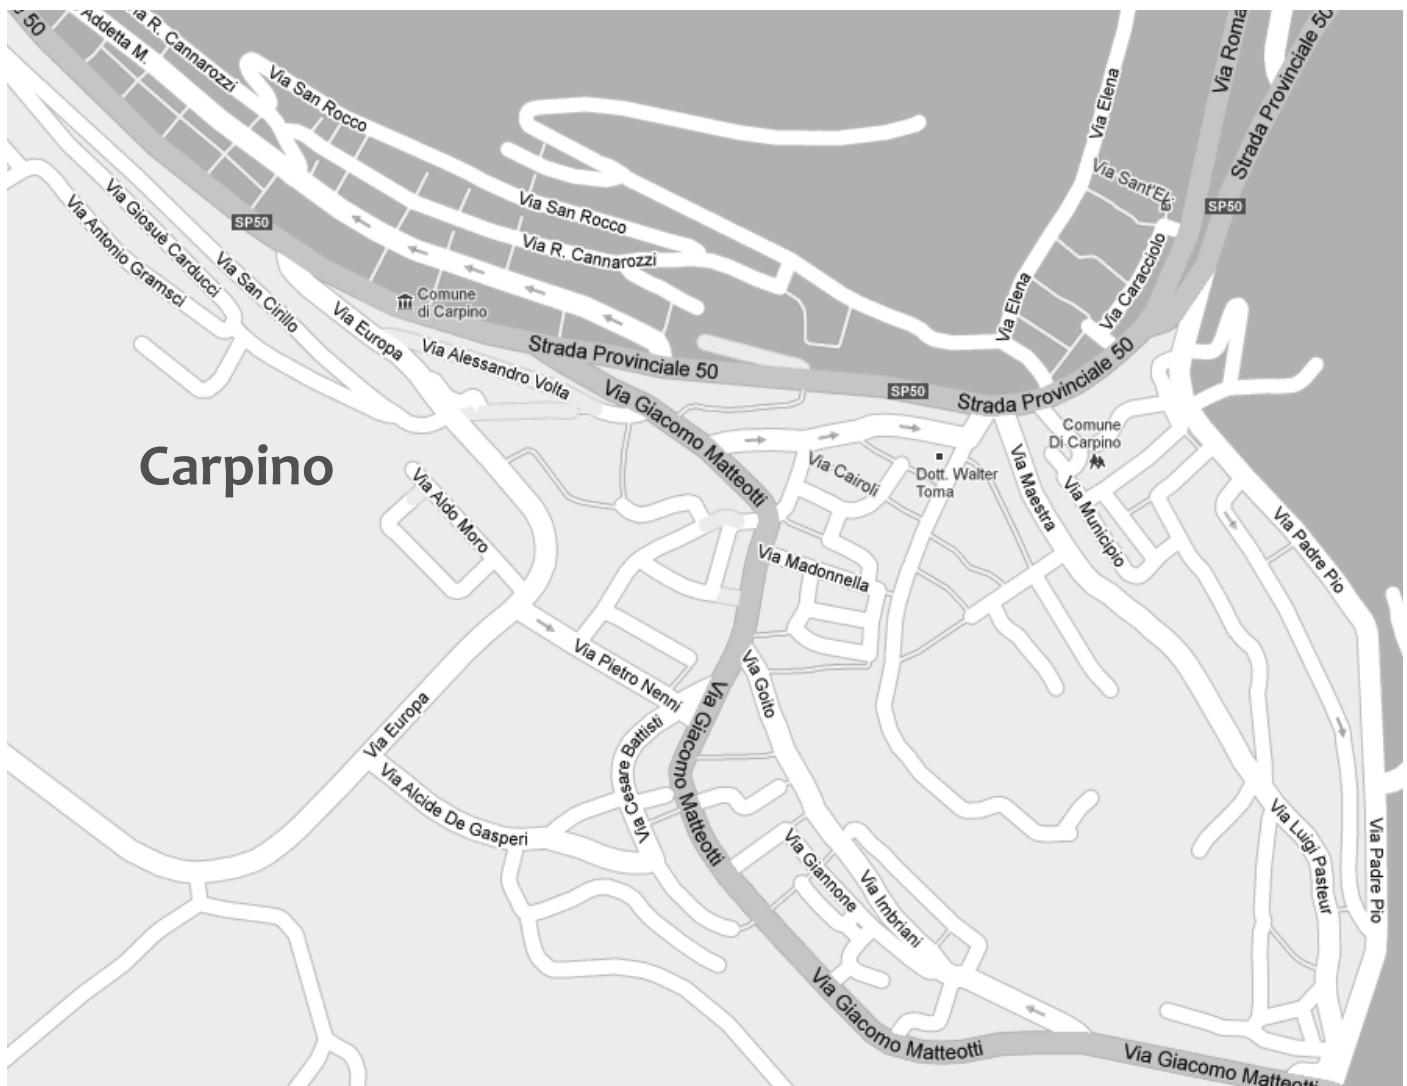 e 50
Addetta M.
Via R. Cannarozzi
Via San Rocco
Via Roma
Strada Provinciale 50
Via Elena
Via Sant'Eli
SP50
SP50
Via Giosuè Carducci
Via Antonio Gramsci
Via San Cirillo
Via San Rocco
Via R. Cannarozzi
Via Caracciolo
Via Elena
Comune
di Carpino
Via Europa
Via Alessandro Volta
Strada Provinciale 50
Strada Provinciale 50
SP50
Via Giacomo Matteotti
Comune
Di Carpino
Carpino
Via Aldo Moro
Via Cairoli
Dott. Walter
Toma
Via Maestra
Via Municipio
Via Padre Pio
Via Madonnella
Via Pietro Nenni
Via Goito
Via Europa
Via Cesare Battisti
Via Giacomo Matteotti
Via Alcide De Gasperi
Via Giannone
Via Imbriani
Via Luigi Pasteur
Via Padre Pio
Via Giacomo Matteotti
Via Giacomo Matteotti